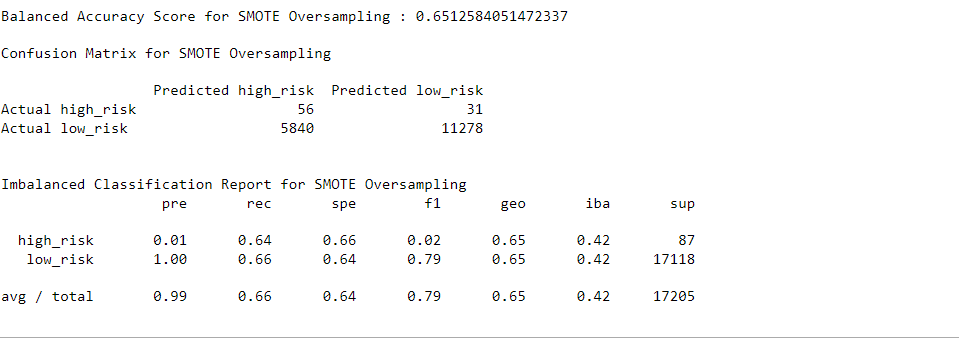 Balanced Accuracy Score for SMOTE Oversampling : 0.6512584051472337
Confusion Matrix for SMOTE Oversampling
Predicted high_risk Predicted low_risk
Actual high_risk 56 31
Actual low_risk 5840 11278
Imbalanced Classification Report for SMOTE Oversampling
pre rec spe f1 geo iba sup
high_risk 0.01 0.64 0.66 0.02 0.65 0.42 87
low_risk 1.00 0.66 0.64 0.79 0.65 0.42 17118
avg / total 0.99 0.66 0.64 0.79 0.65 0.42 17205